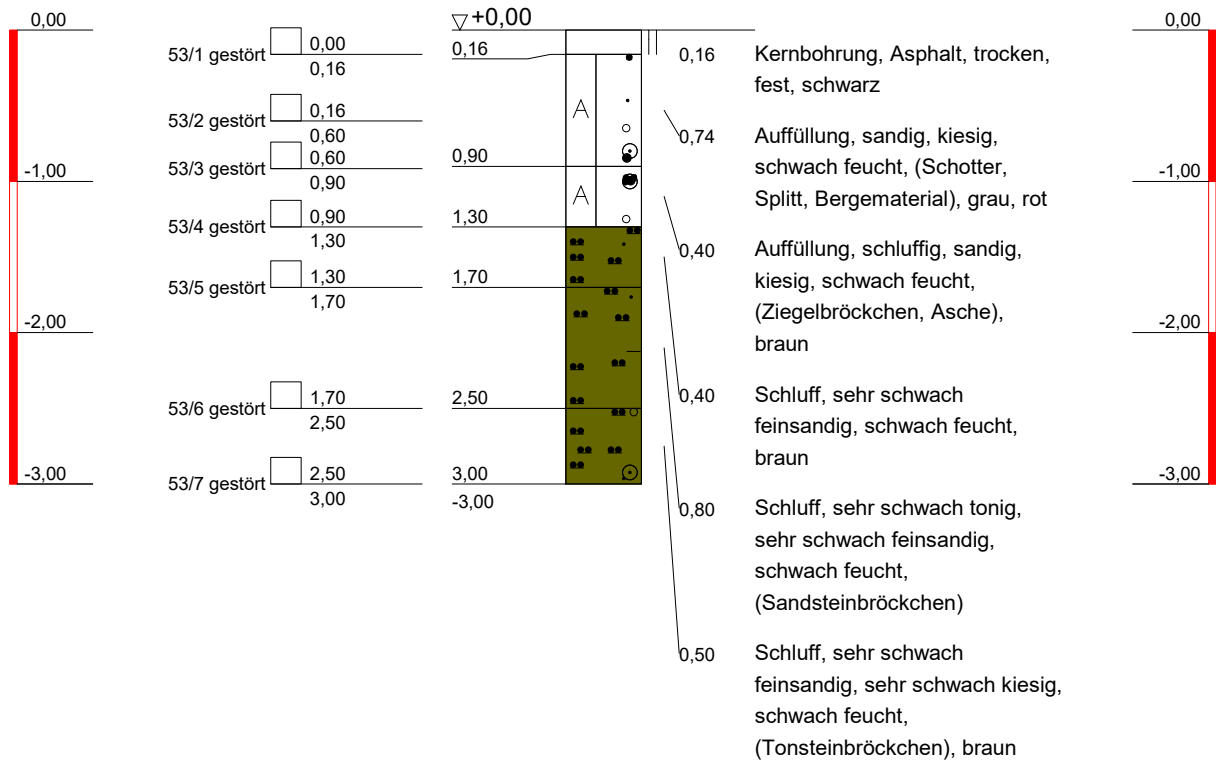 0,00
-1,00
-2,00
-3,00
53/1 gestört
0,00
0,16
53/2 gestört
0,16
0,60
53/3 gestört
0,60
0,90
53/4 gestört
0,90
1,30
53/5 gestört
1,30
1,70
53/6 gestört
1,70
2,50
53/7 gestört
2,50
3,00
+0,00
0,16
0,90
1,30
1,70
2,50
3,00
-3,00
A
A
0,16 Kernbohrung, Asphalt, trocken,
fest, schwarz
0,74 Auffüllung, sandig, kiesig,
schwach feucht, (Schotter,
Splitt, Bergematerial), grau, rot
0,40 Auffüllung, schluffig, sandig,
kiesig, schwach feucht,
(Ziegelbröckchen, Asche),
braun
0,40 Schluff, sehr schwach
feinsandig, schwach feucht,
braun
0,80 Schluff, sehr schwach tonig,
sehr schwach feinsandig,
schwach feucht,
(Sandsteinbröckchen)
0,50 Schluff, sehr schwach
feinsandig, sehr schwach kiesig,
schwach feucht,
(Tonsteinbröckchen), braun
0,00
-1,00
-2,00
-3,00